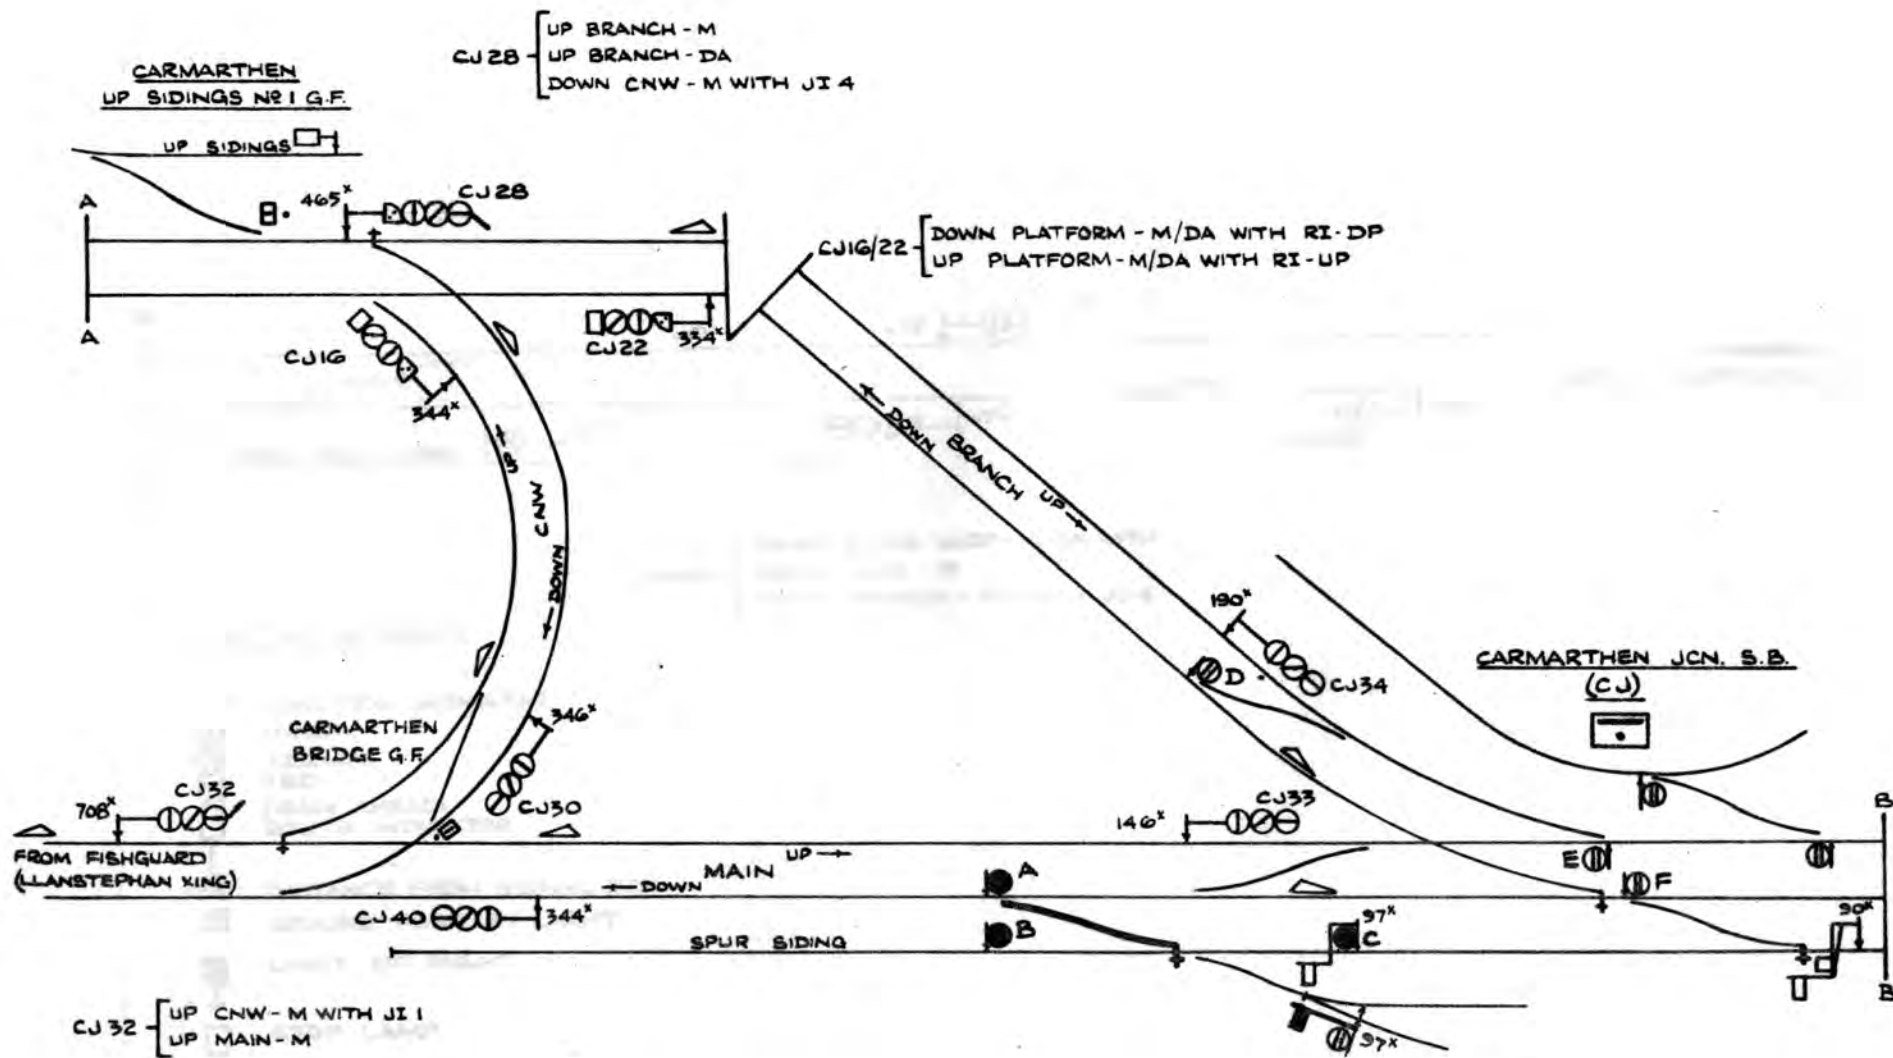 CJ 28
UP BRANCH - M
UP BRANCH - DA
DOWN CNW - M WITH JI 4
CARMARTHEN
UP SIDINGS Nº 1 G.F.
UP SIDINGS
A
465ˣ
CJ 28
CJ16/22
DOWN PLATFORM - M/DA WITH RI-DP
UP PLATFORM - M/DA WITH RI-UP
A
CJ16
344ˣ
CJ22
334ˣ
UP
CNW
DOWN
DOWN
BRANCH
UP
190ˣ
D
CJ34
CARMARTHEN JCN. S.B.
(CJ)
CARMARTHEN
BRIDGE G.F.
346ˣ
CJ30
708ˣ
CJ32
146ˣ
CJ33
B
FROM FISHGUARD
(LLANSTEPHAN XING)
UP
MAIN
DOWN
A
E
F
CJ40
344ˣ
SPUR SIDING
B
97ˣ
C
90ˣ
B
97ˣ
CJ 32
UP CNW - M WITH JI 1
UP MAIN - M